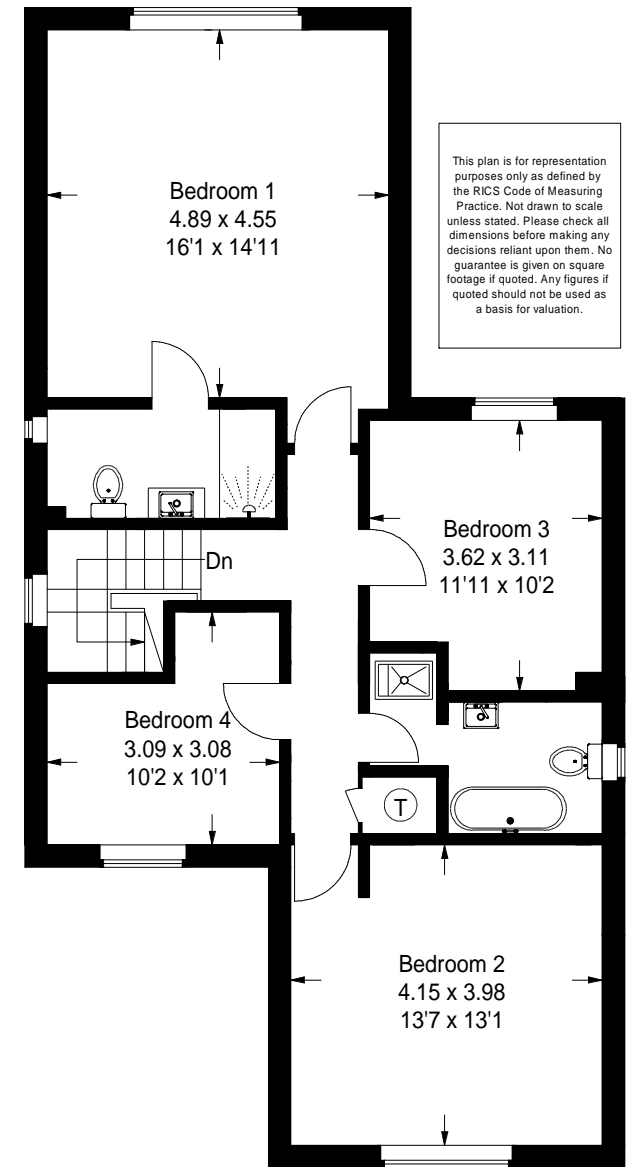 Bedroom 1
4.89 x 4.55
16'1 x 14'11
This plan is for representation
purposes only as defined by
the RICS Code of Measuring
Practice. Not drawn to scale
unless stated. Please check all
dimensions before making any
decisions reliant upon them. No
guarantee is given on square
footage if quoted. Any figures if
quoted should not be used as
a basis for valuation.
Bedroom 3
3.62 x 3.11
11'11 x 10'2
Dn
Bedroom 4
3.09 x 3.08
10'2 x 10'1
T
Bedroom 2
4.15 x 3.98
13'7 x 13'1